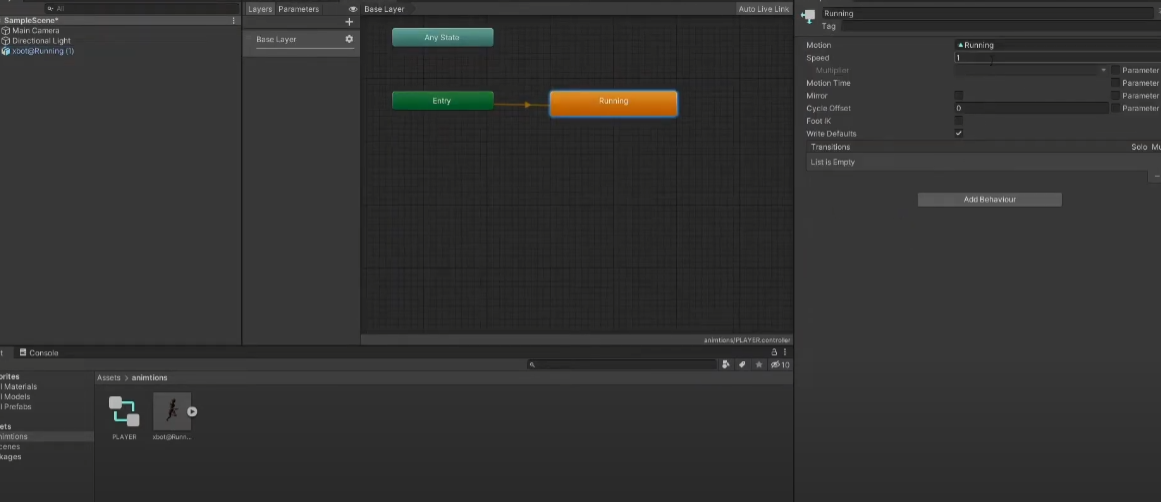 All
SampleScene*
Main Camera
Directional Light
xbot@Running (1)
Layers
Parameters
Base Layer
Base Layer
Auto Live Link
Any State
Entry
Running
animtions/PLAYER.controller
Running
Tag
Motion
Running
Speed
1
Multiplier
Parameter
Motion Time
Parameter
Mirror
Parameter
Cycle Offset
0
Parameter
Foot IK
Write Defaults
Transitions
Solo Mu
List is Empty
Add Behaviour
t
Console
10
orites
l Materials
l Models
l Prefabs
ets
nimtions
cenes
kages
Assets > animtions
PLAYER
xbot@Runn...